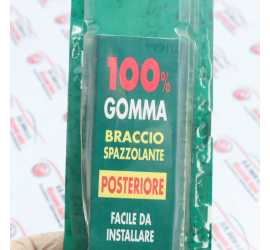 100%
GOMMA
BRACCIO
SPAZZOLANTE
POSTERIORE
FACILE DA
INSTALLARE